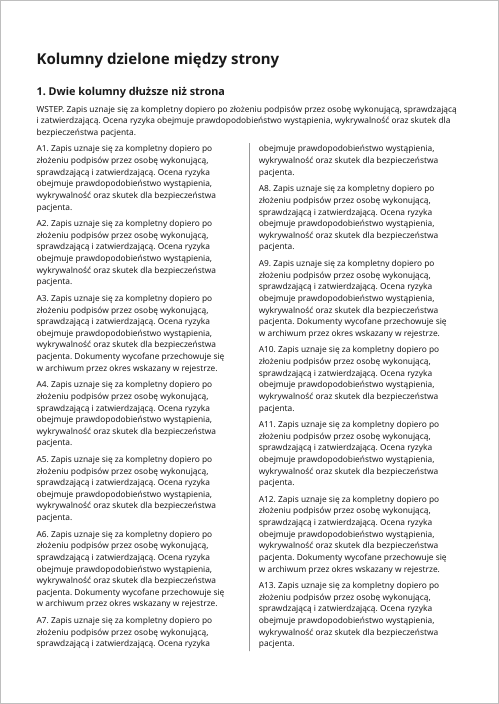 Kolumny dzielone między strony
1. Dwie kolumny dłuższe niż strona
WSTEP. Zapis uznaje się za kompletny dopiero po złożeniu podpisów przez osobę wykonującą, sprawdzającą
i zatwierdzającą. Ocena ryzyka obejmuje prawdopodobieństwo wystąpienia, wykrywalność oraz skutek dla
bezpieczeństwa pacjenta.
A1. Zapis uznaje się za kompletny dopiero po
złożeniu podpisów przez osobę wykonującą,
sprawdzającą i zatwierdzającą. Ocena ryzyka
obejmuje prawdopodobieństwo wystąpienia,
wykrywalność oraz skutek dla bezpieczeństwa
pacjenta.
A2. Zapis uznaje się za kompletny dopiero po
złożeniu podpisów przez osobę wykonującą,
sprawdzającą i zatwierdzającą. Ocena ryzyka
obejmuje prawdopodobieństwo wystąpienia,
wykrywalność oraz skutek dla bezpieczeństwa
pacjenta.
A3. Zapis uznaje się za kompletny dopiero po
złożeniu podpisów przez osobę wykonującą,
sprawdzającą i zatwierdzającą. Ocena ryzyka
obejmuje prawdopodobieństwo wystąpienia,
wykrywalność oraz skutek dla bezpieczeństwa
pacjenta. Dokumenty wycofane przechowuje się
w archiwum przez okres wskazany w rejestrze.
A4. Zapis uznaje się za kompletny dopiero po
złożeniu podpisów przez osobę wykonującą,
sprawdzającą i zatwierdzającą. Ocena ryzyka
obejmuje prawdopodobieństwo wystąpienia,
wykrywalność oraz skutek dla bezpieczeństwa
pacjenta.
A5. Zapis uznaje się za kompletny dopiero po
złożeniu podpisów przez osobę wykonującą,
sprawdzającą i zatwierdzającą. Ocena ryzyka
obejmuje prawdopodobieństwo wystąpienia,
wykrywalność oraz skutek dla bezpieczeństwa
pacjenta.
A6. Zapis uznaje się za kompletny dopiero po
złożeniu podpisów przez osobę wykonującą,
sprawdzającą i zatwierdzającą. Ocena ryzyka
obejmuje prawdopodobieństwo wystąpienia,
wykrywalność oraz skutek dla bezpieczeństwa
pacjenta. Dokumenty wycofane przechowuje się
w archiwum przez okres wskazany w rejestrze.
A7. Zapis uznaje się za kompletny dopiero po
złożeniu podpisów przez osobę wykonującą,
sprawdzającą i zatwierdzającą. Ocena ryzyka
obejmuje prawdopodobieństwo wystąpienia,
wykrywalność oraz skutek dla bezpieczeństwa
pacjenta.
A8. Zapis uznaje się za kompletny dopiero po
złożeniu podpisów przez osobę wykonującą,
sprawdzającą i zatwierdzającą. Ocena ryzyka
obejmuje prawdopodobieństwo wystąpienia,
wykrywalność oraz skutek dla bezpieczeństwa
pacjenta.
A9. Zapis uznaje się za kompletny dopiero po
złożeniu podpisów przez osobę wykonującą,
sprawdzającą i zatwierdzającą. Ocena ryzyka
obejmuje prawdopodobieństwo wystąpienia,
wykrywalność oraz skutek dla bezpieczeństwa
pacjenta. Dokumenty wycofane przechowuje się
w archiwum przez okres wskazany w rejestrze.
A10. Zapis uznaje się za kompletny dopiero po
złożeniu podpisów przez osobę wykonującą,
sprawdzającą i zatwierdzającą. Ocena ryzyka
obejmuje prawdopodobieństwo wystąpienia,
wykrywalność oraz skutek dla bezpieczeństwa
pacjenta.
A11. Zapis uznaje się za kompletny dopiero po
złożeniu podpisów przez osobę wykonującą,
sprawdzającą i zatwierdzającą. Ocena ryzyka
obejmuje prawdopodobieństwo wystąpienia,
wykrywalność oraz skutek dla bezpieczeństwa
pacjenta.
A12. Zapis uznaje się za kompletny dopiero po
złożeniu podpisów przez osobę wykonującą,
sprawdzającą i zatwierdzającą. Ocena ryzyka
obejmuje prawdopodobieństwo wystąpienia,
wykrywalność oraz skutek dla bezpieczeństwa
pacjenta. Dokumenty wycofane przechowuje się
w archiwum przez okres wskazany w rejestrze.
A13. Zapis uznaje się za kompletny dopiero po
złożeniu podpisów przez osobę wykonującą,
sprawdzającą i zatwierdzającą. Ocena ryzyka
obejmuje prawdopodobieństwo wystąpienia,
wykrywalność oraz skutek dla bezpieczeństwa
pacjenta.